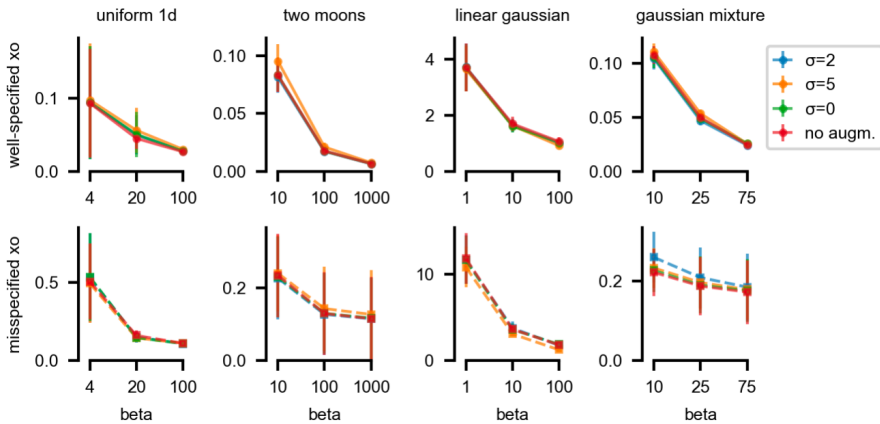 uniform 1d two moons linear gaussian gaussian mixture
well-specified xo
0.1
0.0
4 20 100
0.10
0.05
0.00
10 100 1000
4
2
0
1 10 100
0.10
0.05
0.00
10 25 75
σ=2
σ=5
σ=0
no augm.
misspecified xo
0.5
0.0
4 20 100
beta
0.2
0.0
10 100 1000
beta
10
0
1 10 100
beta
0.2
0.0
10 25 75
beta